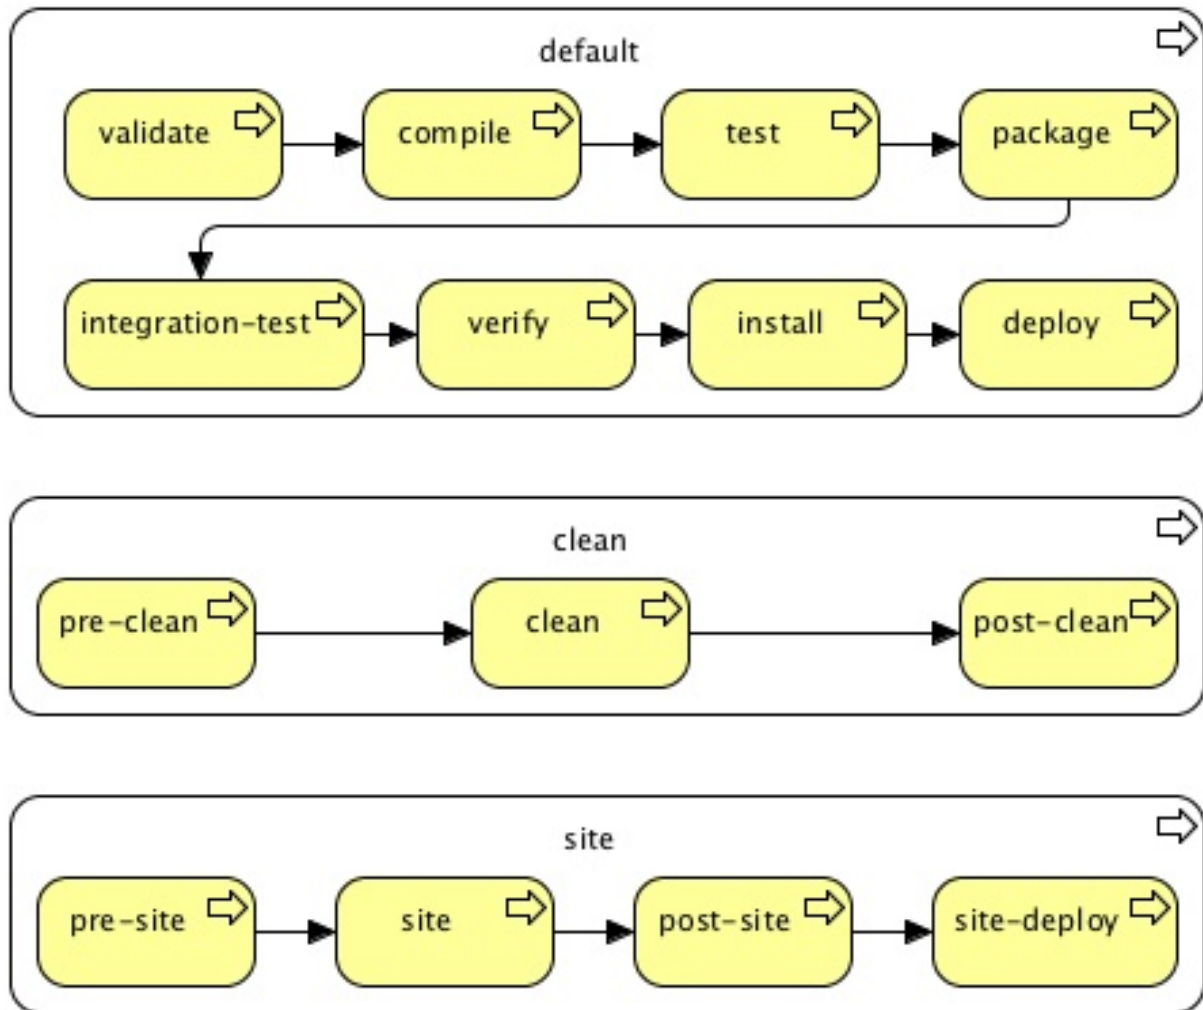 default
validate
compile
test
package
integration-test
verify
install
deploy
clean
pre-clean
clean
post-clean
site
pre-site
site
post-site
site-deploy